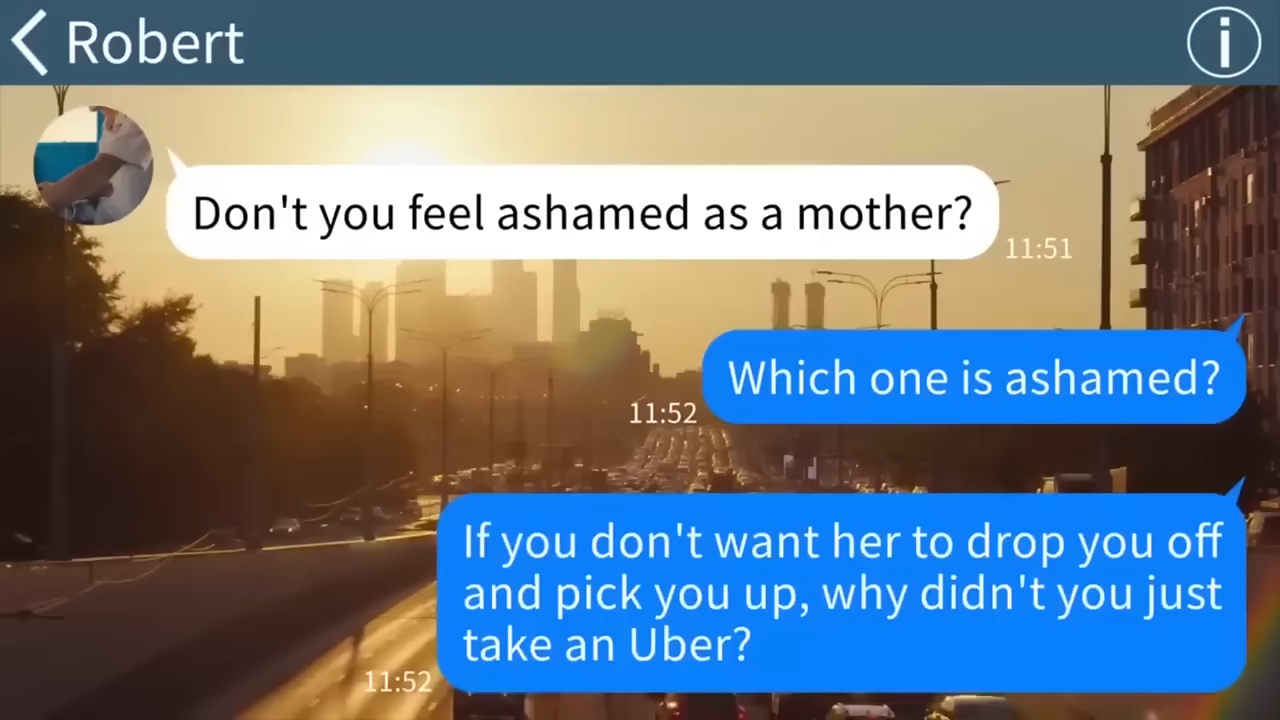 Robert
Don't you feel ashamed as a mother?
11:51
Which one is ashamed?
11:52
If you don't want her to drop you off
and pick you up, why didn't you just
take an Uber?
11:52